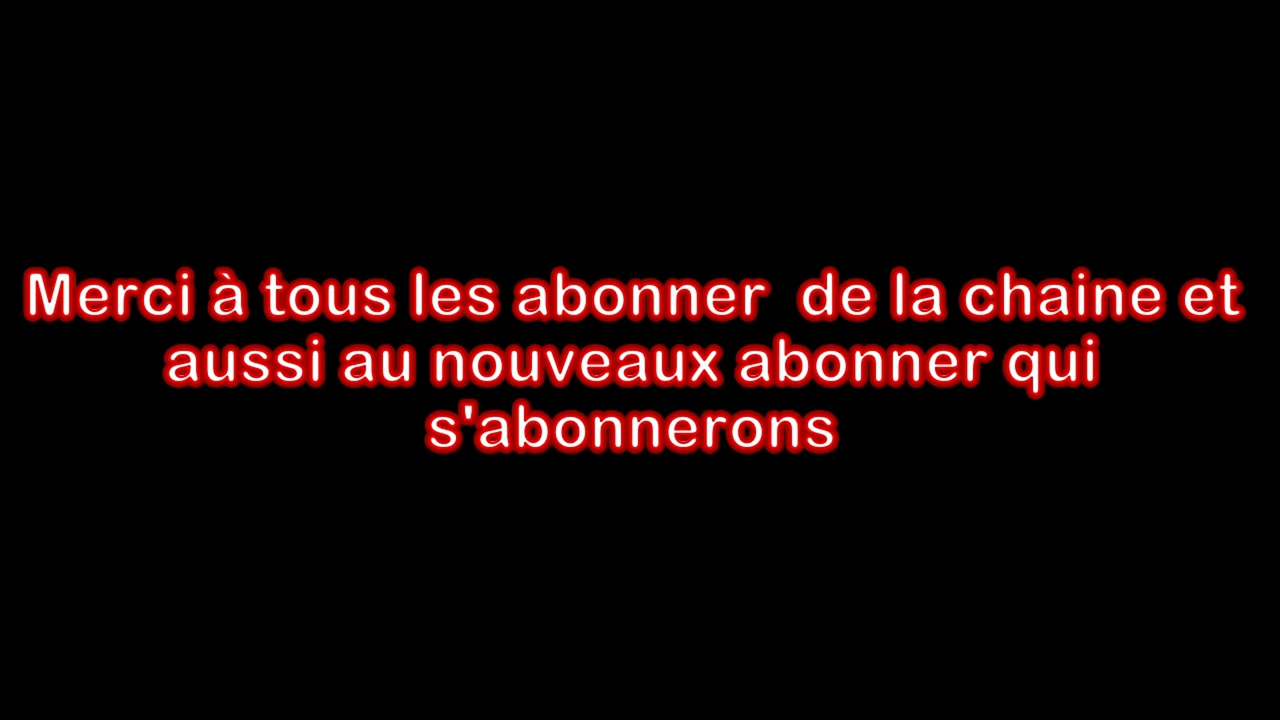 Merci à tous les abonner  de la chaine et
aussi au nouveaux abonner qui
s'abonnerons